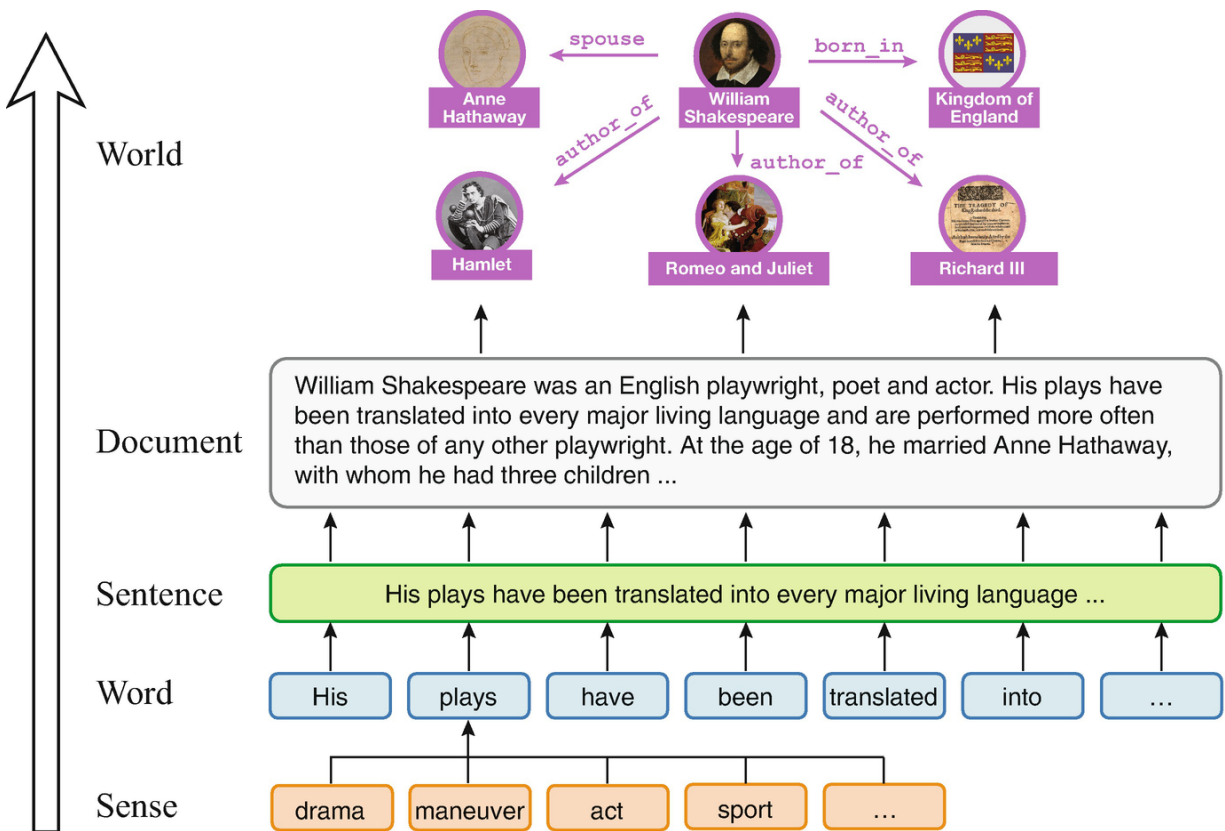 spouse
born_in
Anne
Hathaway
William
Shakespeare
Kingdom of
England
author_of
author_of
author_of
World
Hamlet
Romeo and Juliet
Richard III
THE TRAGEDY OF
Document
William Shakespeare was an English playwright, poet and actor. His plays have
been translated into every major living language and are performed more often
than those of any other playwright. At the age of 18, he married Anne Hathaway,
with whom he had three children ...
Sentence
His plays have been translated into every major living language ...
Word
His
plays
have
been
translated
into
...
Sense
drama
maneuver
act
sport
...